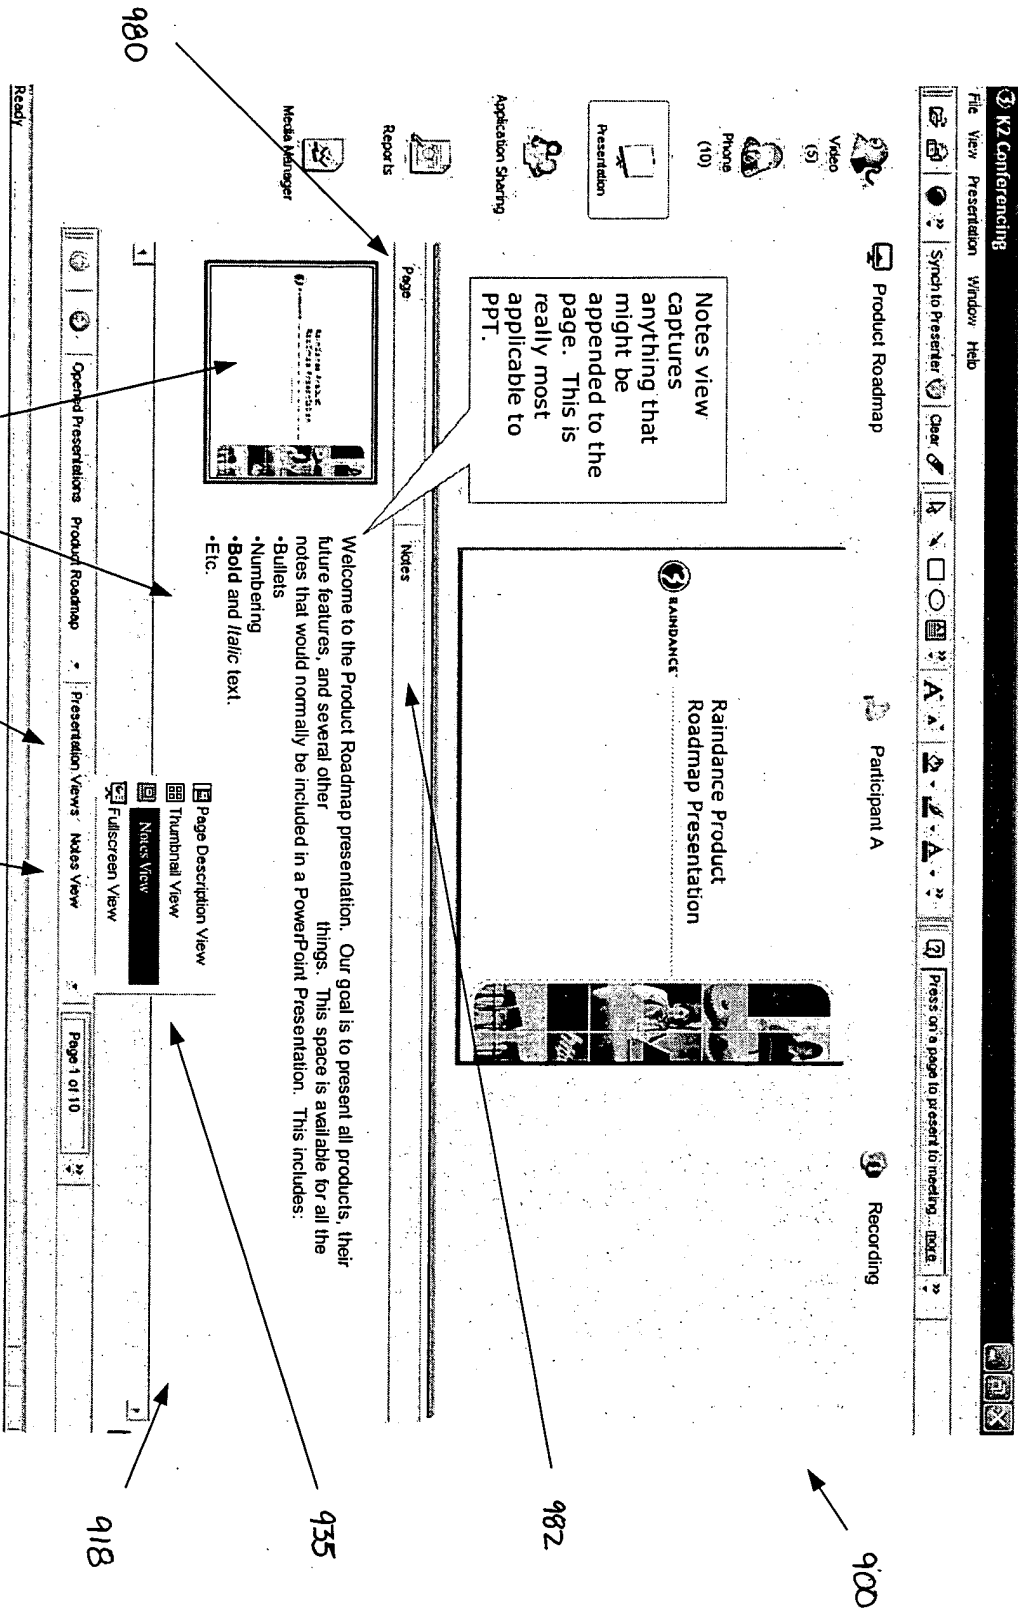 K2 Conferencing
File View Presentation Window Help
Synch to Presenter Clear
Press on a page to present to meeting... more
Product Roadmap
Participant A
Recording
Video
(5)
Phone
(10)
Presentation
Application Sharing
Reports
Media Manager
RAINDANCE
Raindance Product
Roadmap Presentation
Notes view
captures
anything that
might be
appended to the
page. This is
really most
applicable to
PPT.
Page
Notes
Welcome to the Product Roadmap presentation. Our goal is to present all products, their
future features, and several other things. This space is available for all the
notes that would normally be included in a PowerPoint Presentation. This includes:
•Bullets
•Numbering
•Bold and Italic text.
•Etc.
Page Description View
Thumbnail View
Notes View
Fullscreen View
Opened Presentations Product Roadmap Presentation Views Notes View Page 1 of 10
Ready
900
982
935
918
980